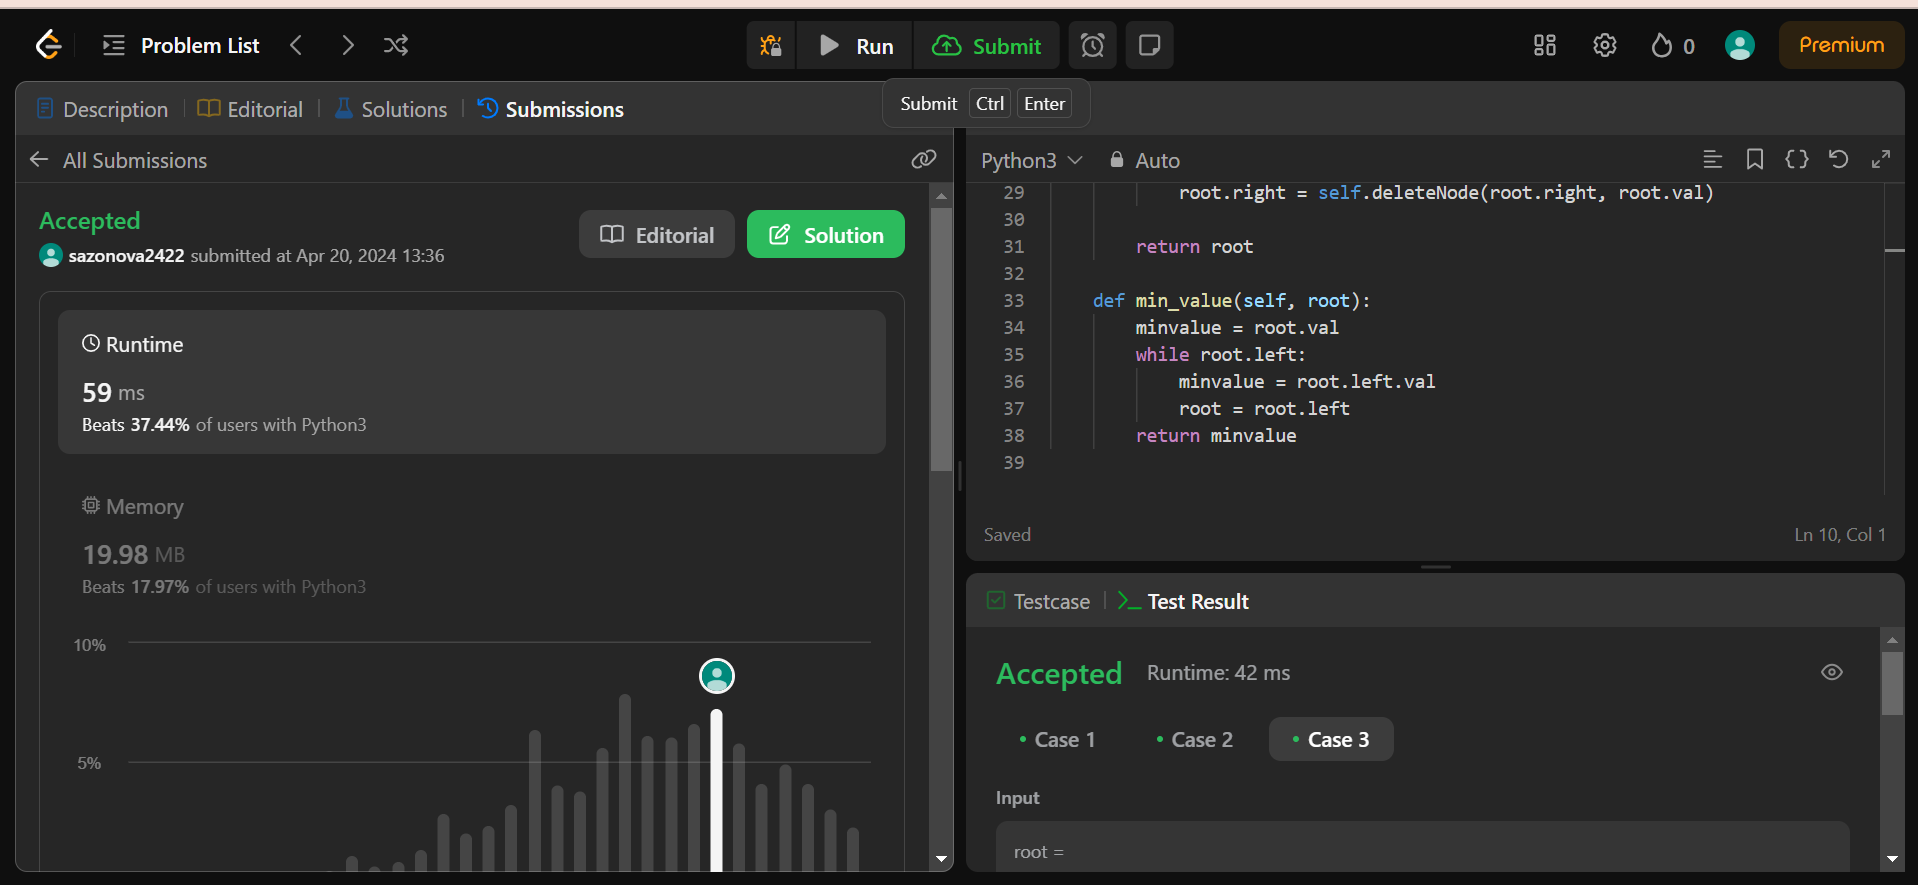 Problem List
Run
Submit
0
Premium
Submit Ctrl Enter
Description
Editorial
Solutions
Submissions
All Submissions
Accepted
sazonova2422 submitted at Apr 20, 2024 13:36
Editorial
Solution
Runtime
59 ms
Beats 37.44% of users with Python3
Memory
19.98 MB
Beats 17.97% of users with Python3
10%
5%
Python3
Auto
29 root.right = self.deleteNode(root.right, root.val)
30
31 return root
32
33 def min_value(self, root):
34 minvalue = root.val
35 while root.left:
36 minvalue = root.left.val
37 root = root.left
38 return minvalue
39
Saved
Ln 10, Col 1
Testcase
Test Result
Accepted
Runtime: 42 ms
Case 1
Case 2
Case 3
Input
root =